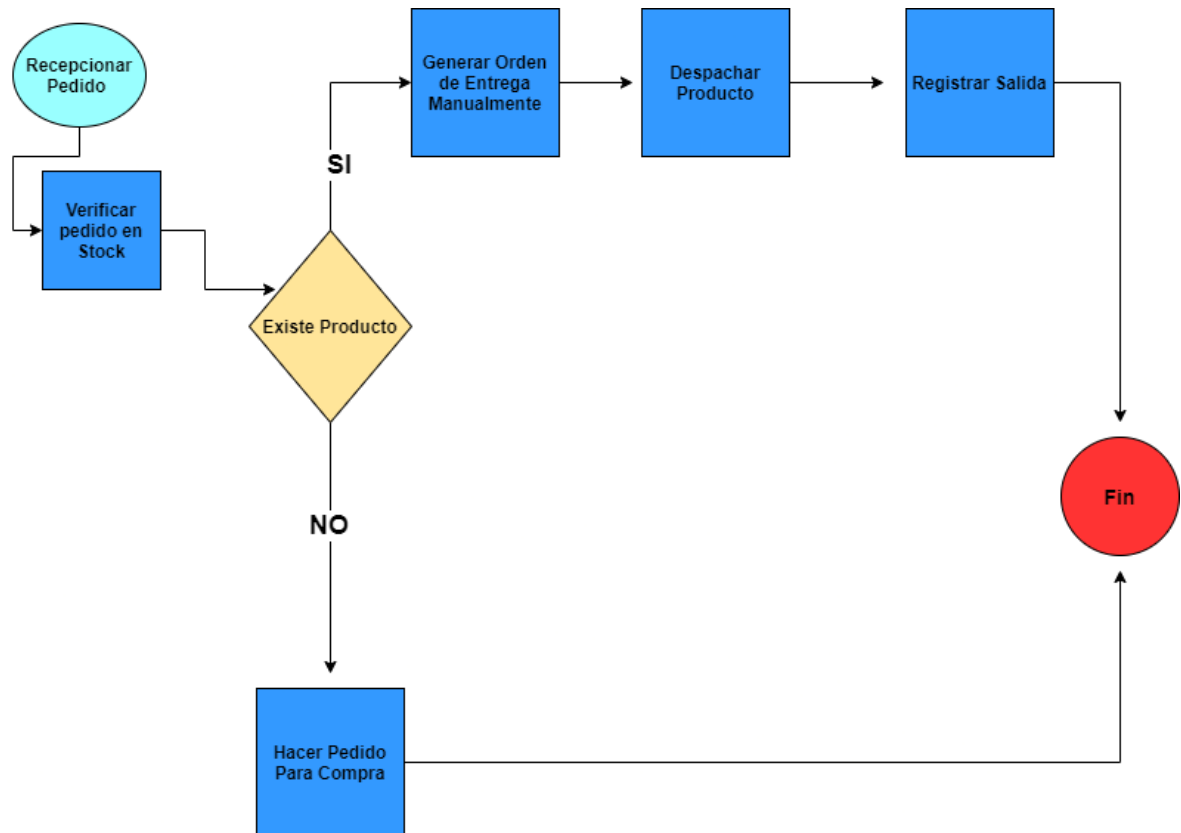 Recepcionar
Pedido
Verificar
pedido en
Stock
Existe Producto
SI
Generar Orden
de Entrega
Manualmente
Despachar
Producto
Registrar Salida
NO
Hacer Pedido
Para Compra
Fin